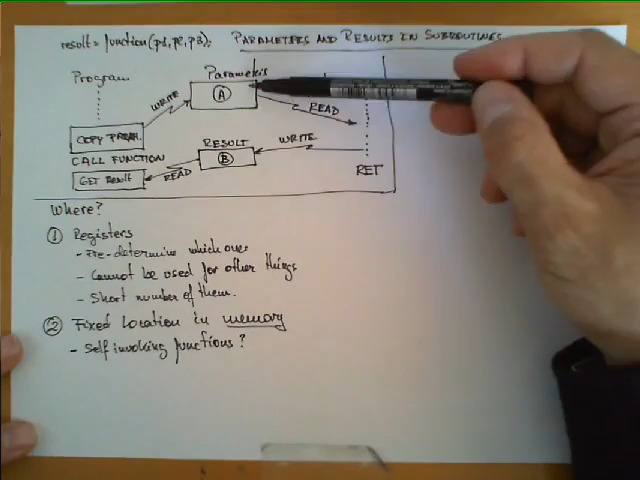 result = function(p1, p2, p3);
PARAMETERS AND RESULTS IN SUBROUTINES
Program
Parameters
WRITE
A
READ
COPY PARAM
CALL FUNCTION
RESULT
WRITE
B
GET RESULT
READ
RET
Where?
1 Registers
- Pre-determine which ones
- Cannot be used for other things
- Short number of them.
2 Fixed location in memory
- Self invoking functions?